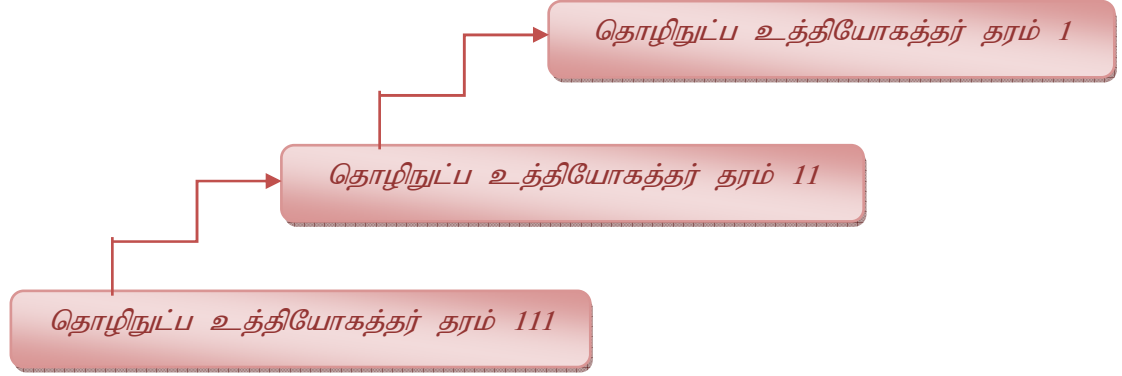 தொழிநுட்ப உத்தியோகத்தர் தரம் 1
தொழிநுட்ப உத்தியோகத்தர் தரம் 11
தொழிநுட்ப உத்தியோகத்தர் தரம் 111